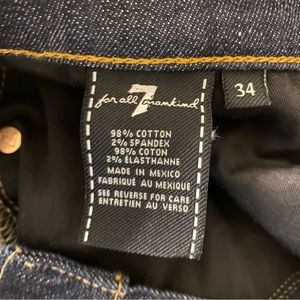 7
for all mankind
34
98% COTTON
2% SPANDEX
98% COTON
2% ÉLASTHANNE
MADE IN MEXICO
FABRIQUÉ AU MEXIQUE
SEE REVERSE FOR CARE
ENTRETIEN AU VERSO